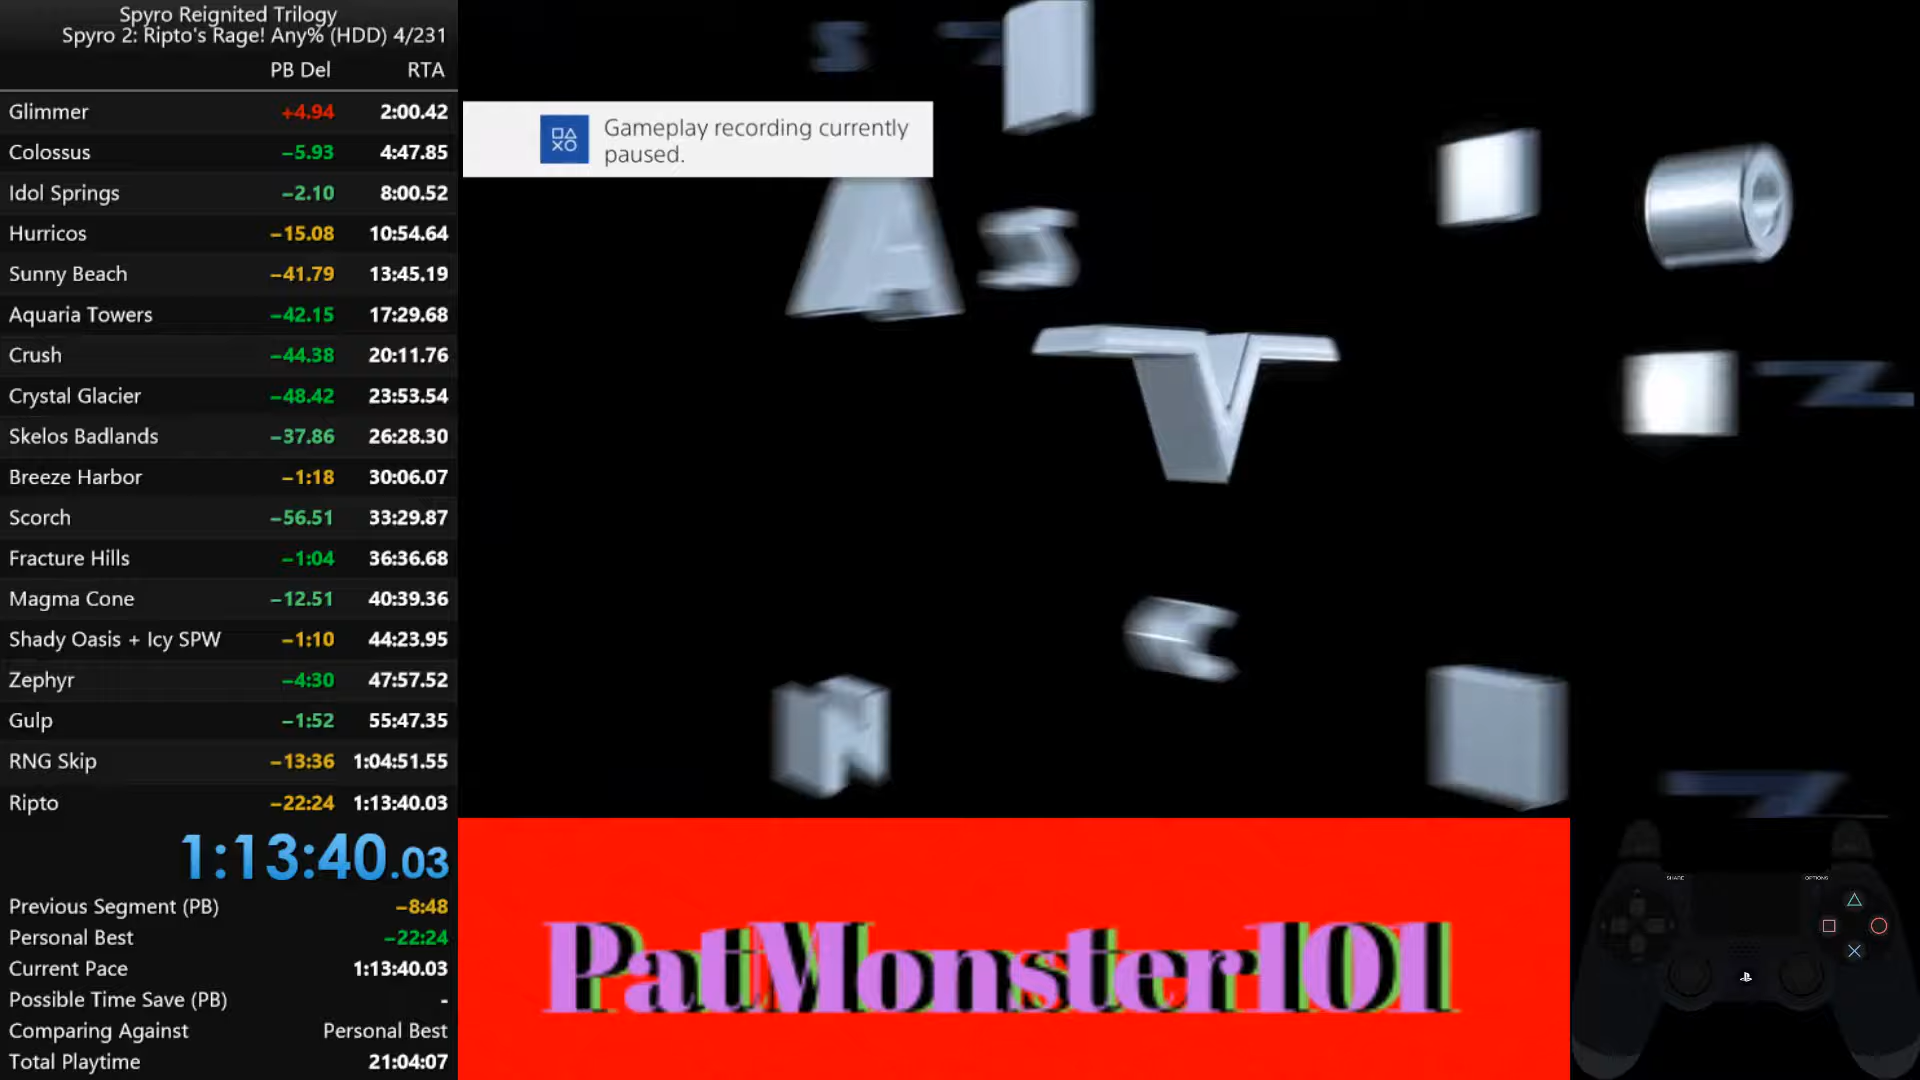 Spyro Reignited Trilogy
Spyro 2: Ripto's Rage! Any% (HDD) 4/231
PB Del RTA
Glimmer +4.94 2:00.42
Colossus −5.93 4:47.85
Idol Springs −2.10 8:00.52
Hurricos −15.08 10:54.64
Sunny Beach −41.79 13:45.19
Aquaria Towers −42.15 17:29.68
Crush −44.38 20:11.76
Crystal Glacier −48.42 23:53.54
Skelos Badlands −37.86 26:28.30
Breeze Harbor −1:18 30:06.07
Scorch −56.51 33:29.87
Fracture Hills −1:04 36:36.68
Magma Cone −12.51 40:39.36
Shady Oasis + Icy SPW −1:10 44:23.95
Zephyr −4:30 47:57.52
Gulp −1:52 55:47.35
RNG Skip −13:36 1:04:51.55
Ripto −22:24 1:13:40.03
1:13:40.03
Previous Segment (PB) −8:48
Personal Best −22:24
Current Pace 1:13:40.03
Possible Time Save (PB) -
Comparing Against Personal Best
Total Playtime 21:04:07
Gameplay recording currently
paused.
S
A S
V
Z
C
N
PatMonster101
SHARE OPTIONS